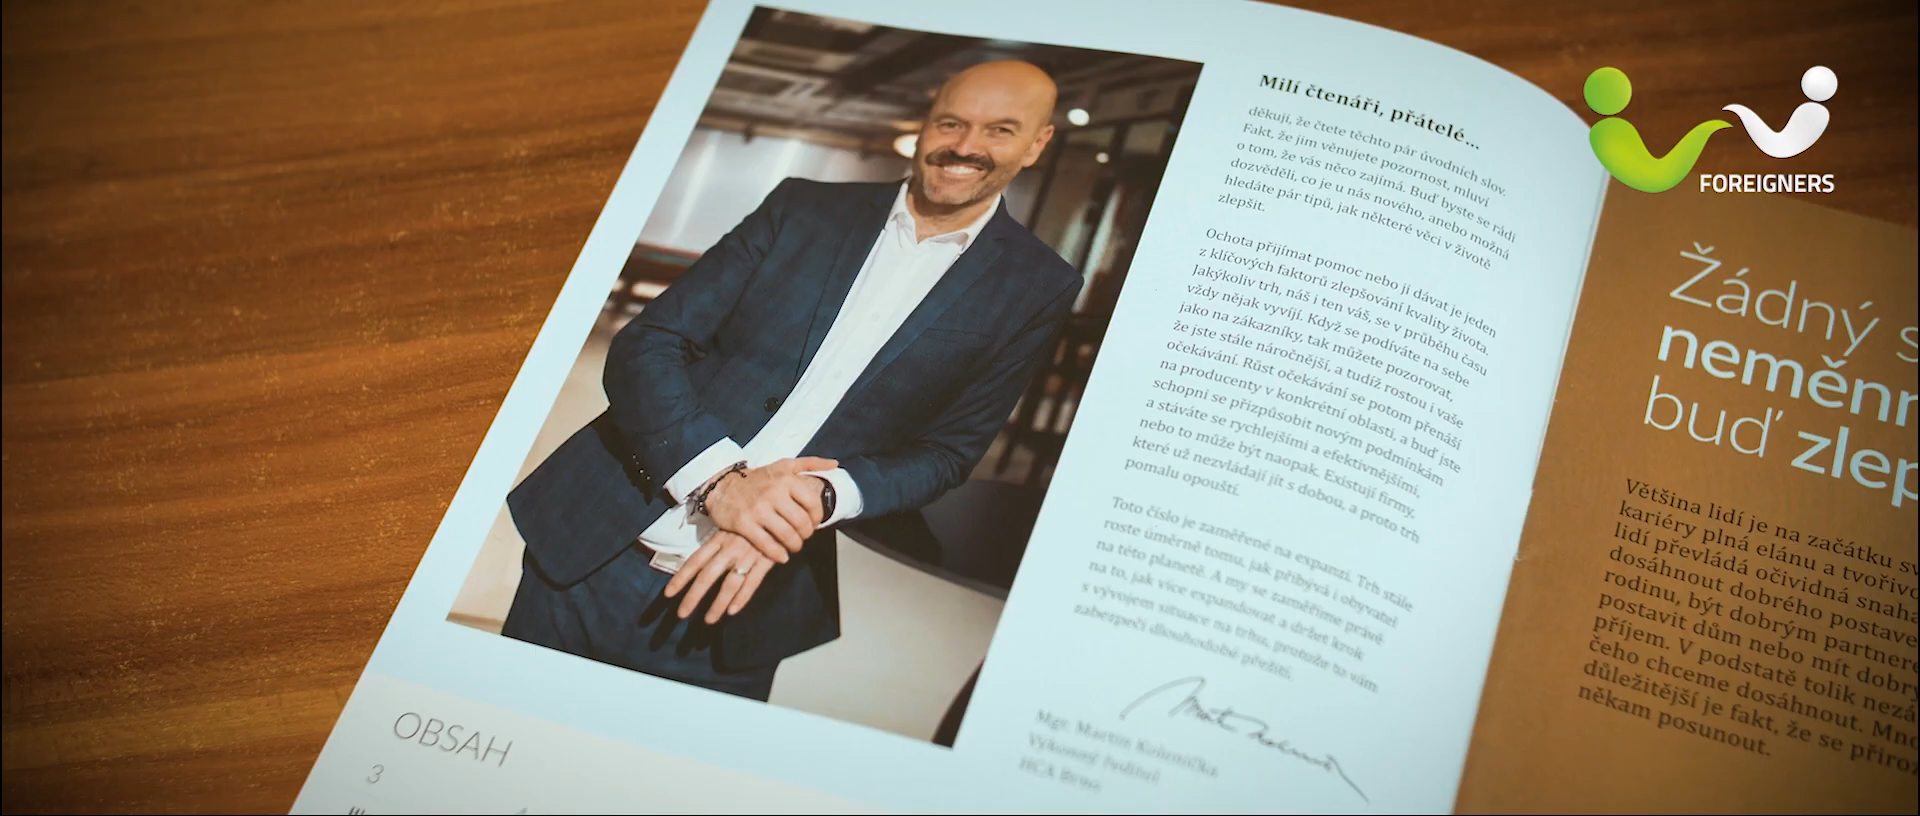 Milí čtenáři, přátelé...
děkuji, že čtete těchto pár úvodních slov.
Fakt, že jim věnujete pozornost, mluví
o tom, že vás něco zajímá. Buď byste se rádi
dozvěděli, co je u nás nového, anebo možná
hledáte pár tipů, jak některé věci v životě
zlepšit.
Ochota přijímat pomoc nebo ji dávat je jeden
z klíčových faktorů zlepšování kvality života.
Jakýkoliv trh, náš i ten váš, se v průběhu času
vždy nějak vyvíjí. Když se podíváte na sebe
jako na zákazníky, tak můžete pozorovat,
že jste stále náročnější, a tudíž rostou i vaše
očekávání. Růst očekávání se potom přenáší
na producenty v konkrétní oblasti, a buď jste
schopni se přizpůsobit novým podmínkám
a stáváte se rychlejšími a efektivnějšími,
nebo to může být naopak. Existují firmy,
které už nezvládají jít s dobou, a proto trh
pomalu opouští.
Toto číslo je zaměřené na expanzi. Trh stále
roste úměrně tomu, jak přibývá i obyvatel
na této planetě. A my se zaměříme právě
na to, jak více expandovat a držet krok
s vývojem situace na trhu, protože to vám
zabezpečí dlouhodobé přežití.
Mgr. Martin
Výkonný ředitel
HCA Brno
OBSAH
3
FOREIGNERS
Žádný s
neměnn
buď zlep
Většina lidí je na začátku sv
kariéry plná elánu a tvořivo
lidí převládá očividná snaha
dosáhnout dobrého postave
rodinu, být dobrým partnere
postavit dům nebo mít dobrý
příjem. V podstatě tolik nezá
čeho chceme dosáhnout. Mno
důležitější je fakt, že se přiroz
někam posunout.